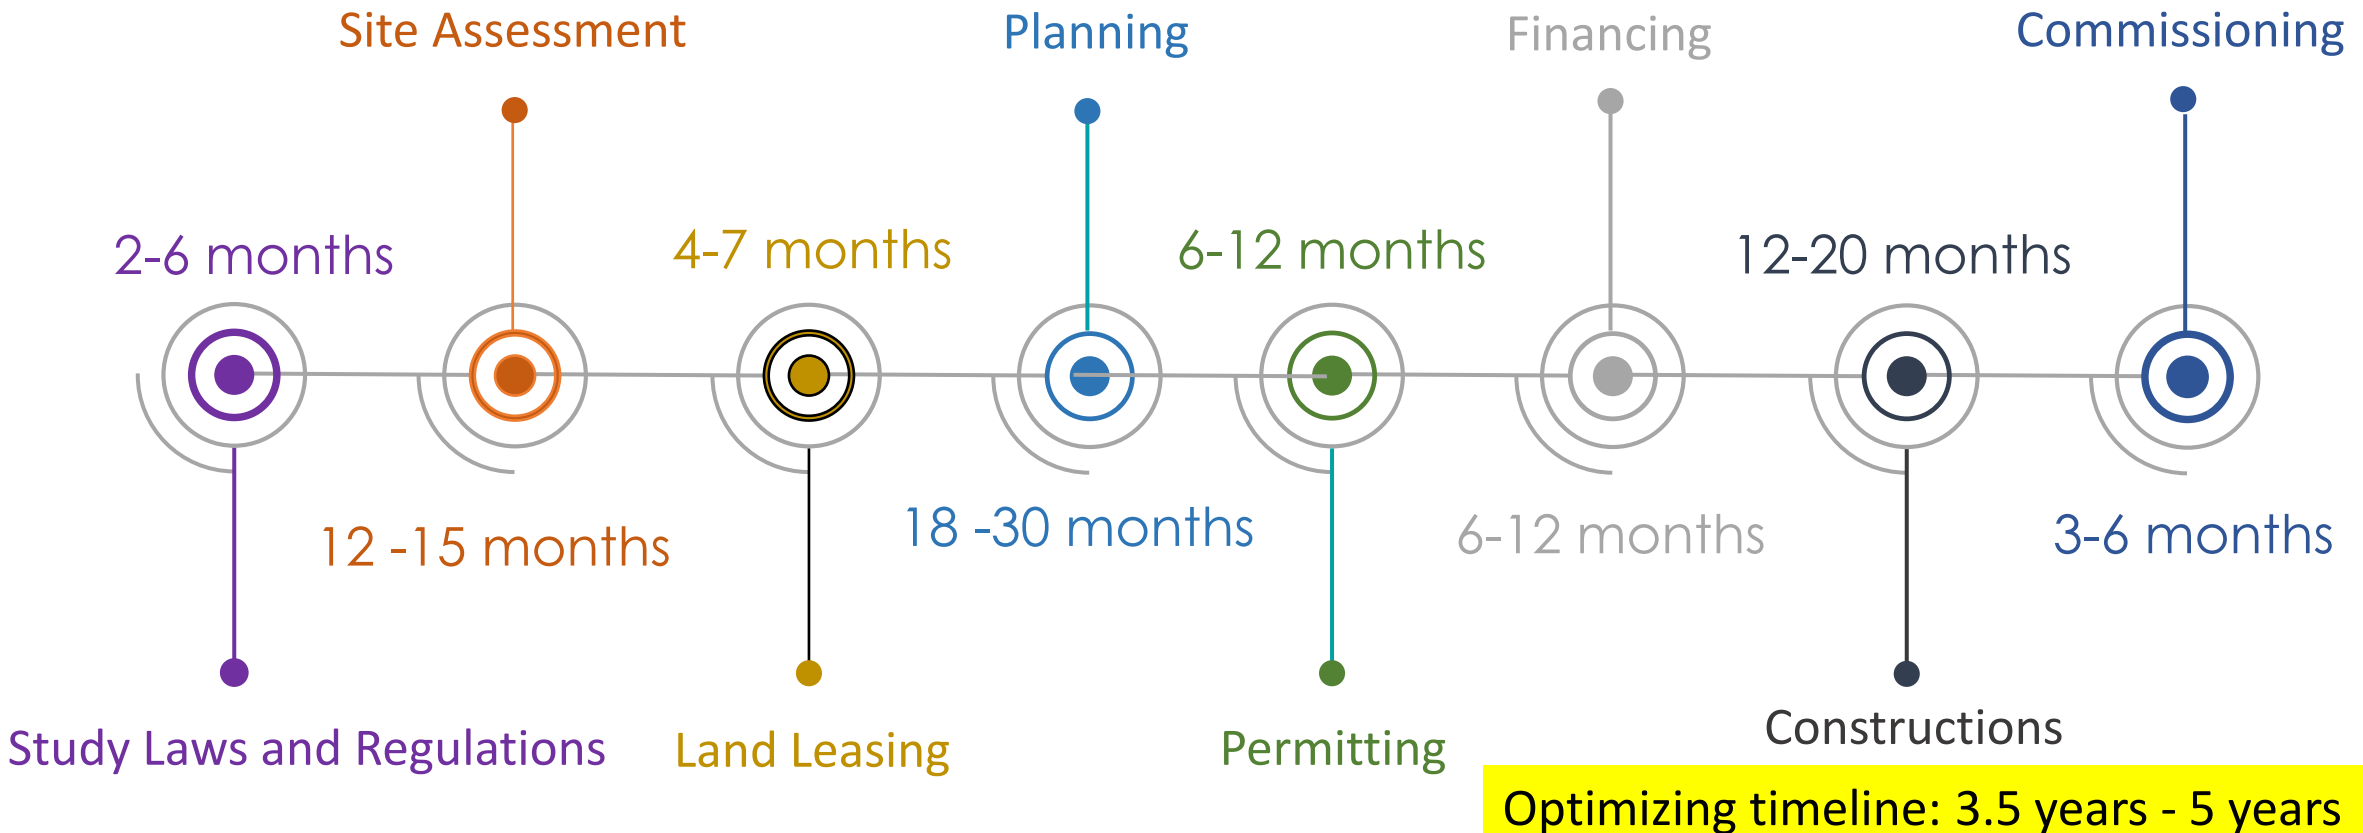 Site Assessment
Planning
Financing
Commissioning
2-6 months
4-7 months
6-12 months
12-20 months
12 -15 months
18 -30 months
6-12 months
3-6 months
Study Laws and Regulations
Land Leasing
Permitting
Constructions
Optimizing timeline: 3.5 years - 5 years